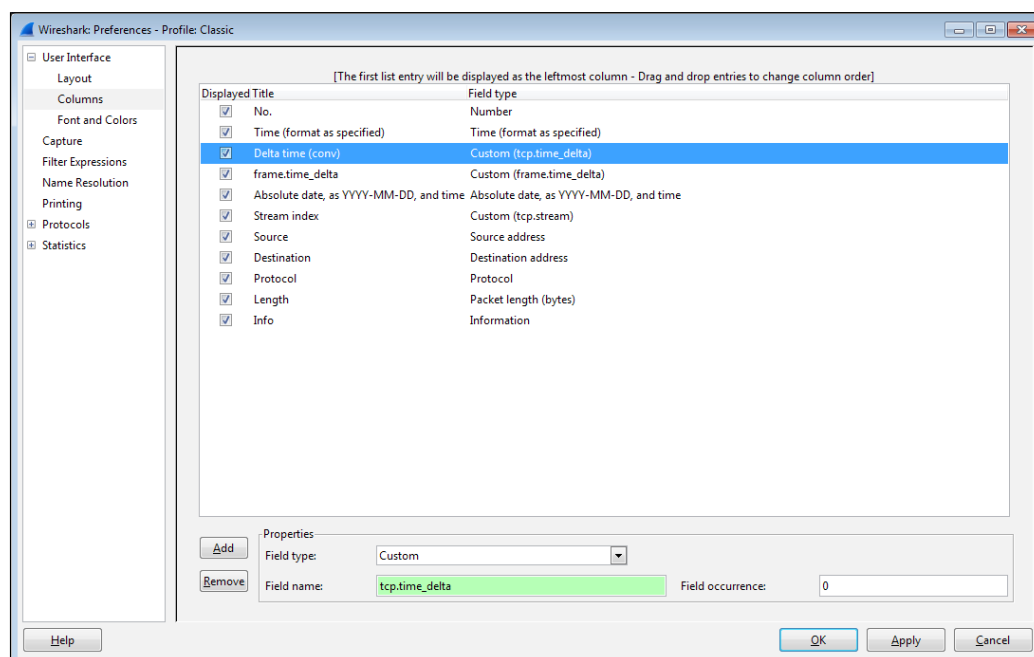 Wireshark: Preferences - Profile: Classic
User Interface
Layout
Columns
Font and Colors
Capture
Filter Expressions
Name Resolution
Printing
Protocols
Statistics
[The first list entry will be displayed as the leftmost column - Drag and drop entries to change column order]
Displayed Title Field type
No. Number
Time (format as specified) Time (format as specified)
Delta time (conv) Custom (tcp.time_delta)
frame.time_delta Custom (frame.time_delta)
Absolute date, as YYYY-MM-DD, and time Absolute date, as YYYY-MM-DD, and time
Stream index Custom (tcp.stream)
Source Source address
Destination Destination address
Protocol Protocol
Length Packet length (bytes)
Info Information
Add
Remove
Properties
Field type: Custom
Field name: tcp.time_delta Field occurrence: 0
Help OK Apply Cancel